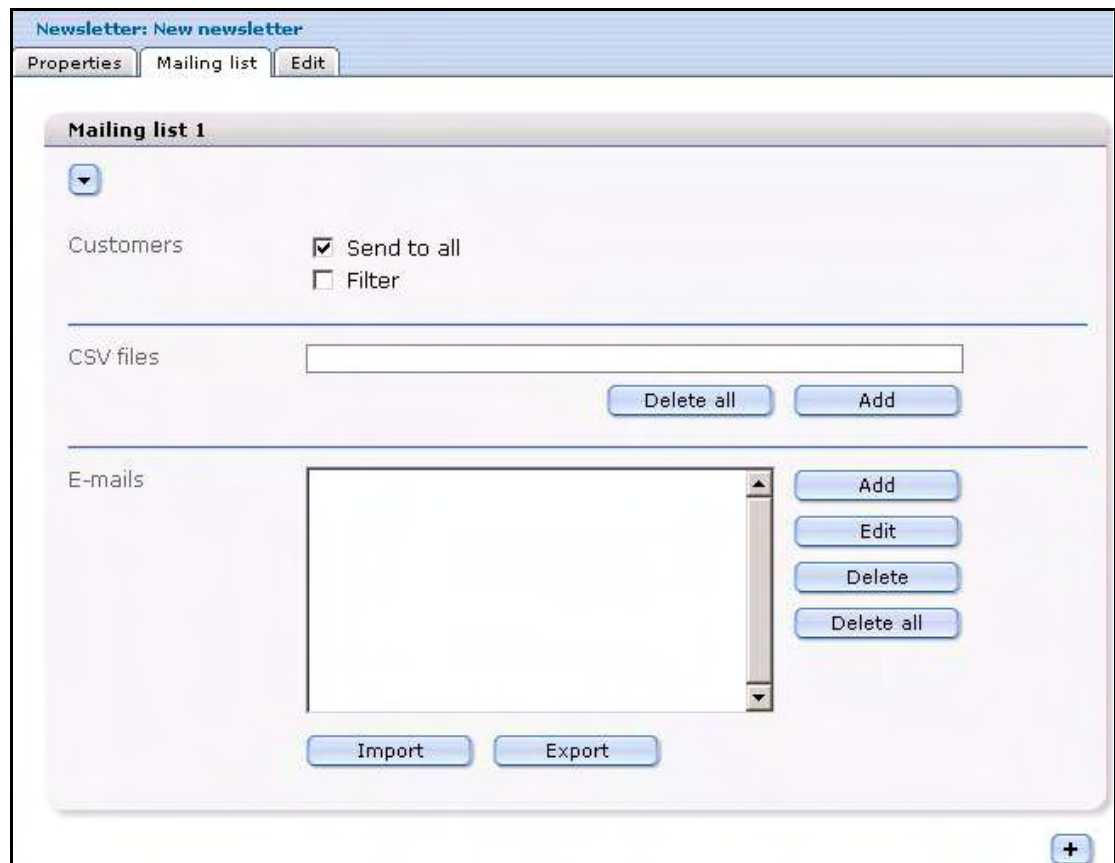 Newsletter: New newsletter
Properties Mailing list Edit
Mailing list 1
Customers
Send to all
Filter
CSV files
Delete all Add
E-mails
Add
Edit
Delete
Delete all
Import Export
+